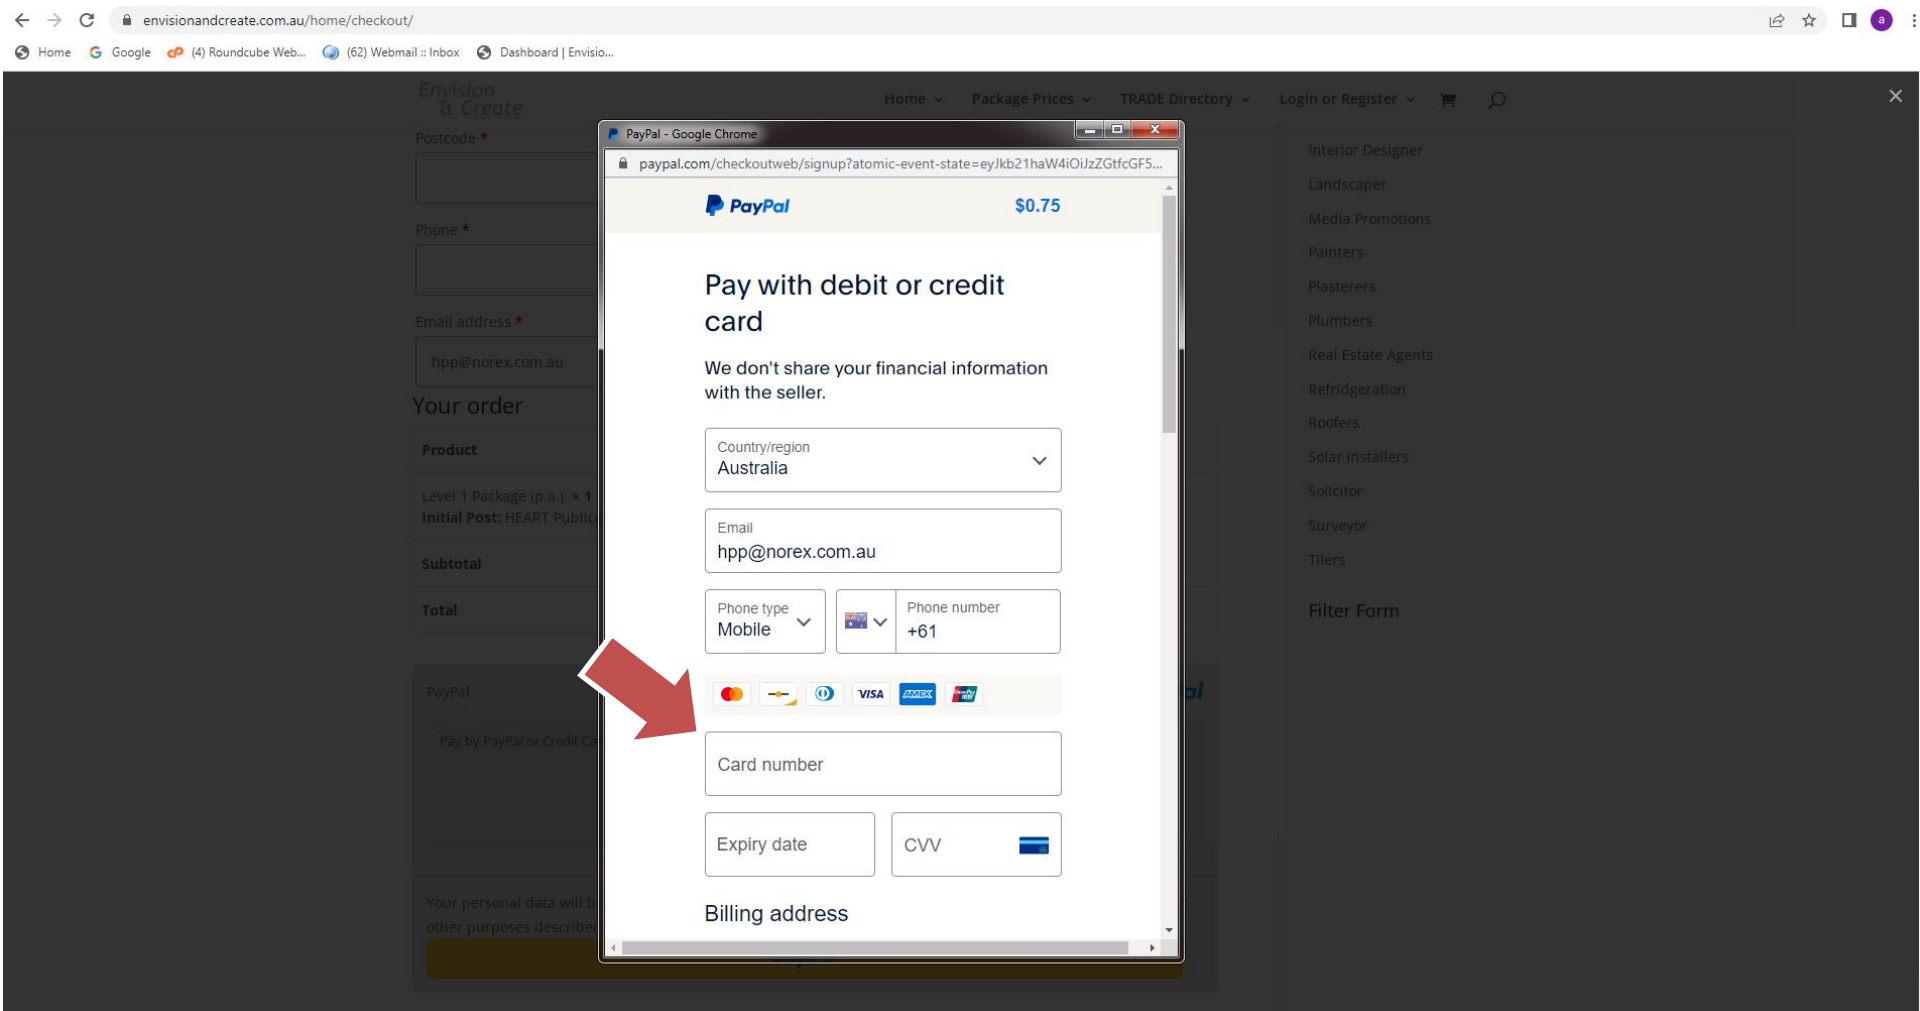 envisionandcreate.com.au/home/checkout/
a
Home
Google
(4) Roundcube Web...
(62) Webmail :: Inbox
Dashboard | Envisio...
Envision
& Create
Home
Package Prices
TRADE Directory
Login or Register
Postcode *
Phone *
Email address *
hpp@norex.com.au
Your order
Product
Level 1 Package (p.a.) × 1
Initial Post: HEART Public
Subtotal
Total
PayPal
Pay by PayPal or Credit Ca
Your personal data will b
other purposes described
PayPal - Google Chrome
paypal.com/checkoutweb/signup?atomic-event-state=eyJkb21haW4iOiJzZGtfcGF5...
PayPal
$0.75
Pay with debit or credit
card
We don't share your financial information
with the seller.
Country/region
Australia
Email
hpp@norex.com.au
Phone type
Mobile
Phone number
+61
VISA
AMEX
Card number
Expiry date
CVV
Billing address
al
Interior Designer
Landscaper
Media Promotions
Painters
Plasterers
Plumbers
Real Estate Agents
Refridgeration
Roofers
Solar Installers
Solicitor
Surveyor
Tilers
Filter Form